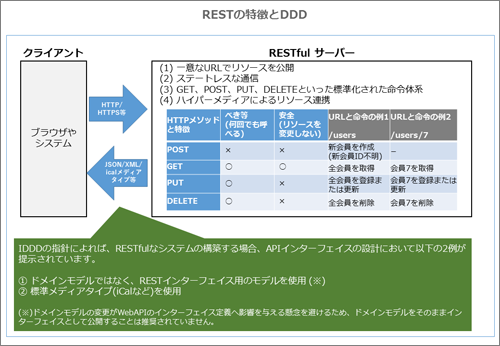 RESTの特徴とDDD
クライアント
RESTful サーバー
ブラウザや
システム
HTTP/
HTTPS等
JSON/XML/
icalメディア
タイプ等
(1) 一意なURLでリソースを公開
(2) ステートレスな通信
(3) GET、POST、PUT、DELETEといった標準化された命令体系
(4) ハイパーメディアによるリソース連携
HTTPメソッドと特徴 べき等(何回でも呼べる) 安全(リソースを変更しない) URLと命令の例1 /users URLと命令の例2 /users/7
POST × × 新会員を作成(新会員ID不明) －
GET ○ ○ 全会員を取得 会員7を取得
PUT ○ × 全会員を登録または更新 会員7を登録または更新
DELETE ○ × 全会員を削除 会員7を削除
IDDDの指針によれば、RESTfulなシステムの構築する場合、APIインターフェイスの設計において以下の2例が
提示されています。
① ドメインモデルではなく、RESTインターフェイス用のモデルを使用 (※)
② 標準メディアタイプ(iCalなど)を使用
(※)ドメインモデルの変更がWebAPIのインターフェイス定義へ影響を与える懸念を避けるため、ドメインモデルをそのままイン
ターフェイスとして公開することは推奨されていません。